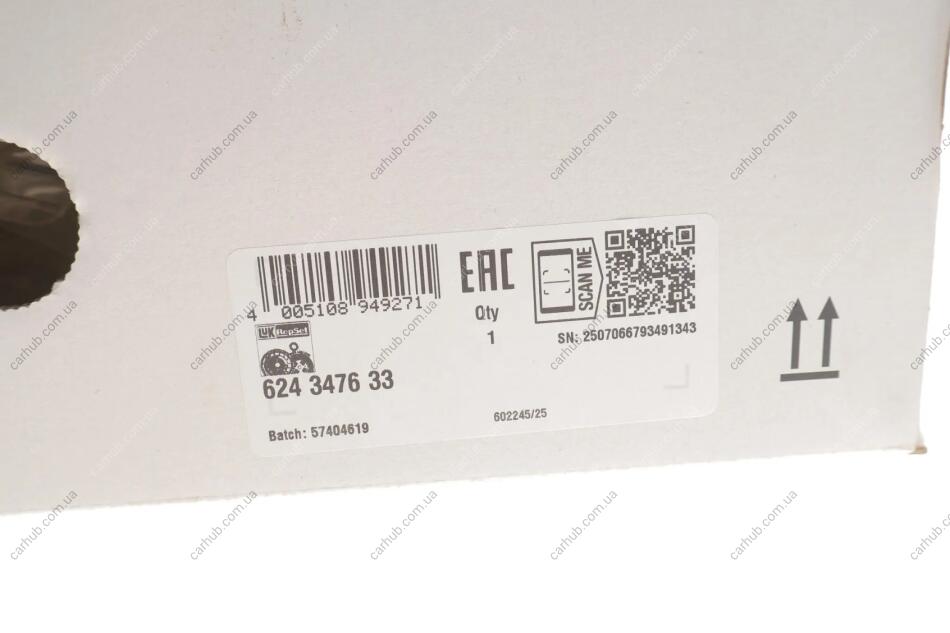 4 005108 949271
EAC
SCAN ME
Qty
1
SN: 2507066793491343
LUK RepSet
624 3476 33
Batch: 57404619
602245/25
carhub.com.ua